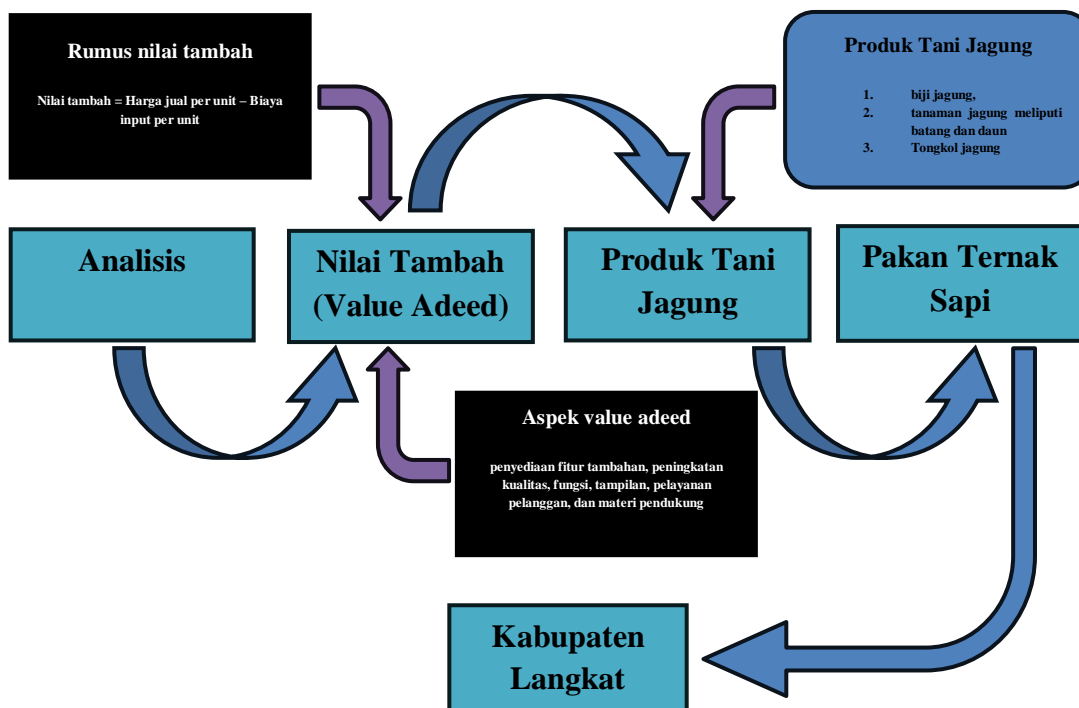 Rumus nilai tambah
Nilai tambah = Harga jual per unit – Biaya
input per unit
Produk Tani Jagung
1. biji jagung,
2. tanaman jagung meliputi
batang dan daun
3. Tongkol jagung
Analisis
Nilai Tambah
(Value Adeed)
Produk Tani
Jagung
Pakan Ternak
Sapi
Aspek value adeed
penyediaan fitur tambahan, peningkatan
kualitas, fungsi, tampilan, pelayanan
pelanggan, dan materi pendukung
Kabupaten
Langkat